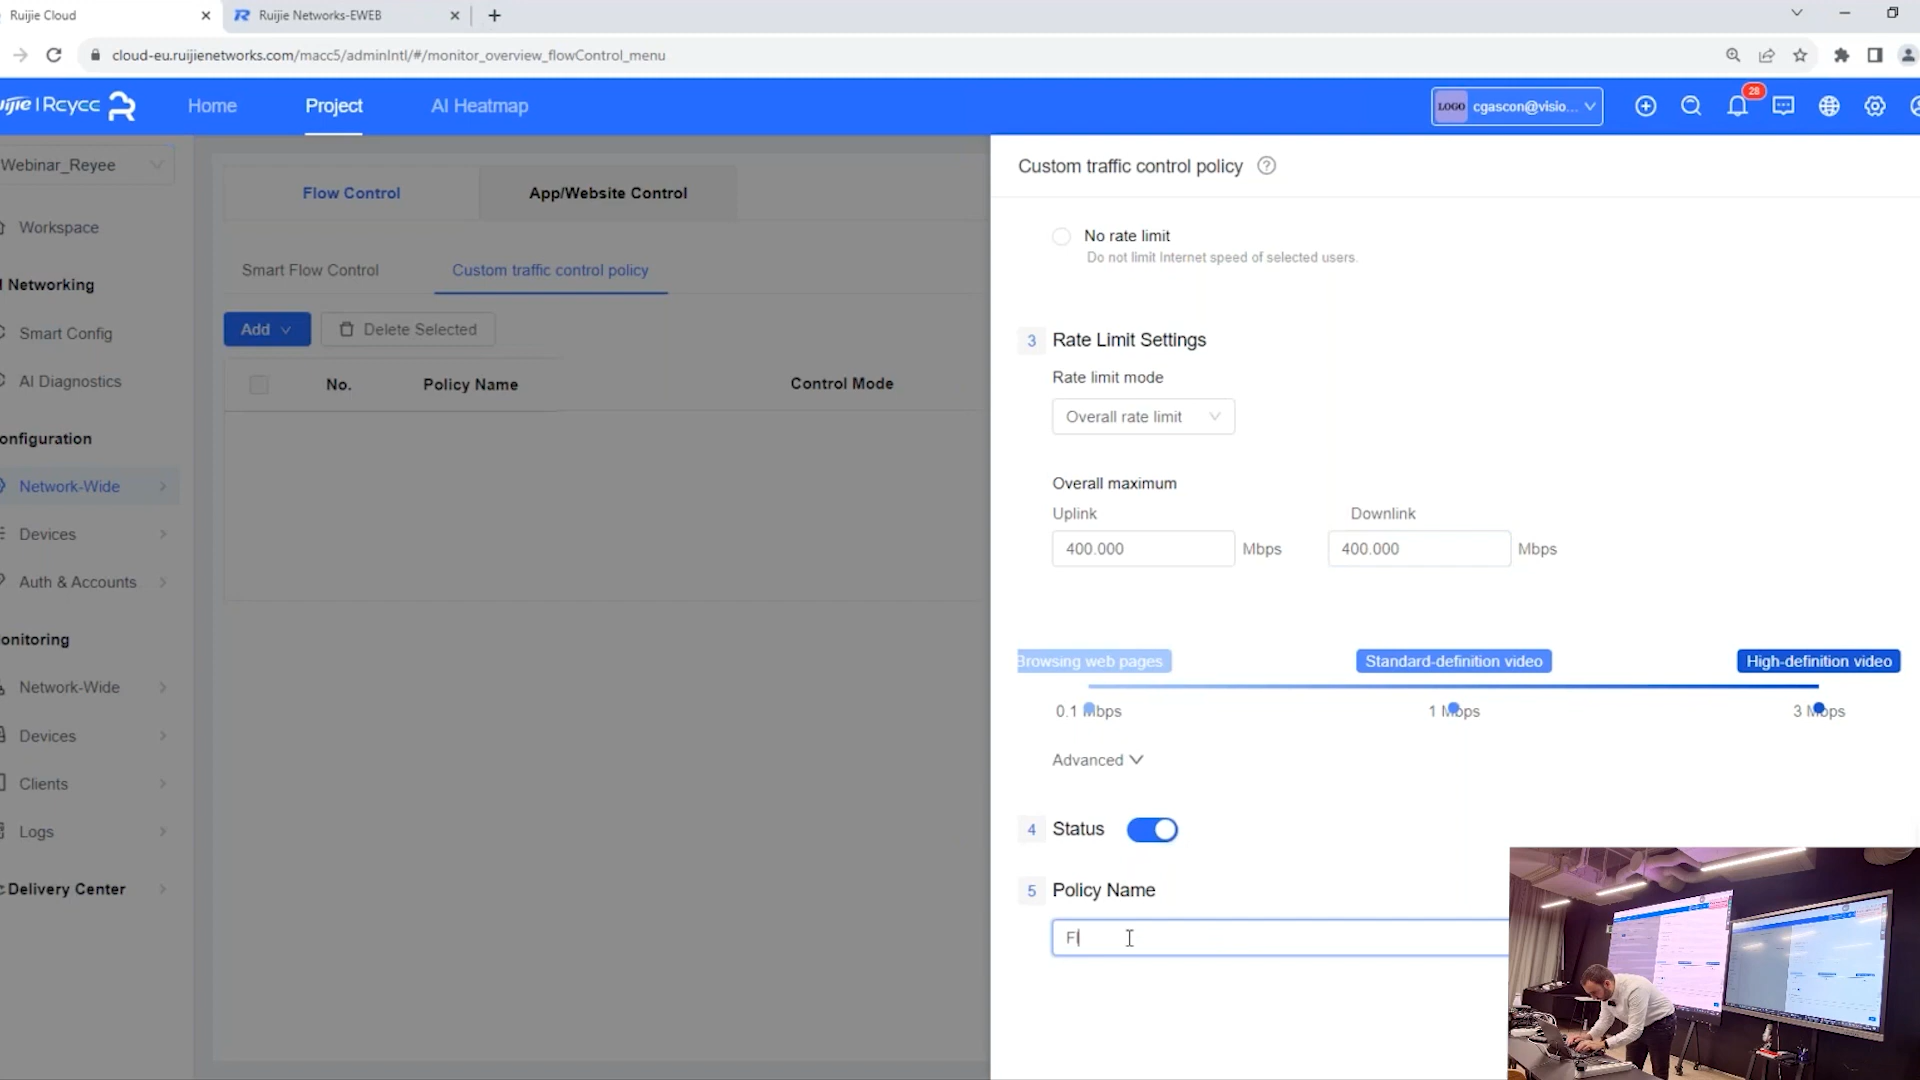 Ruijie Cloud
Ruijie Networks-EWEB
cloud-eu.ruijienetworks.com/macc5/adminIntl/#/monitor_overview_flowControl_menu
uijie | Rcycc
Home
Project
AI Heatmap
LOGO cgascon@visio...
28
Webinar_Reyee
Workspace
I Networking
Smart Config
AI Diagnostics
onfiguration
Network-Wide
Devices
Auth & Accounts
onitoring
Network-Wide
Devices
Clients
Logs
Delivery Center
Flow Control
App/Website Control
Smart Flow Control
Custom traffic control policy
Add
Delete Selected
No.
Policy Name
Control Mode
Custom traffic control policy ?
No rate limit
Do not limit Internet speed of selected users.
3 Rate Limit Settings
Rate limit mode
Overall rate limit
Overall maximum
Uplink
Downlink
400.000 Mbps
400.000 Mbps
Browsing web pages
Standard-definition video
High-definition video
0.1 Mbps
1 Mbps
3 Mbps
Advanced
4 Status
5 Policy Name
Fl